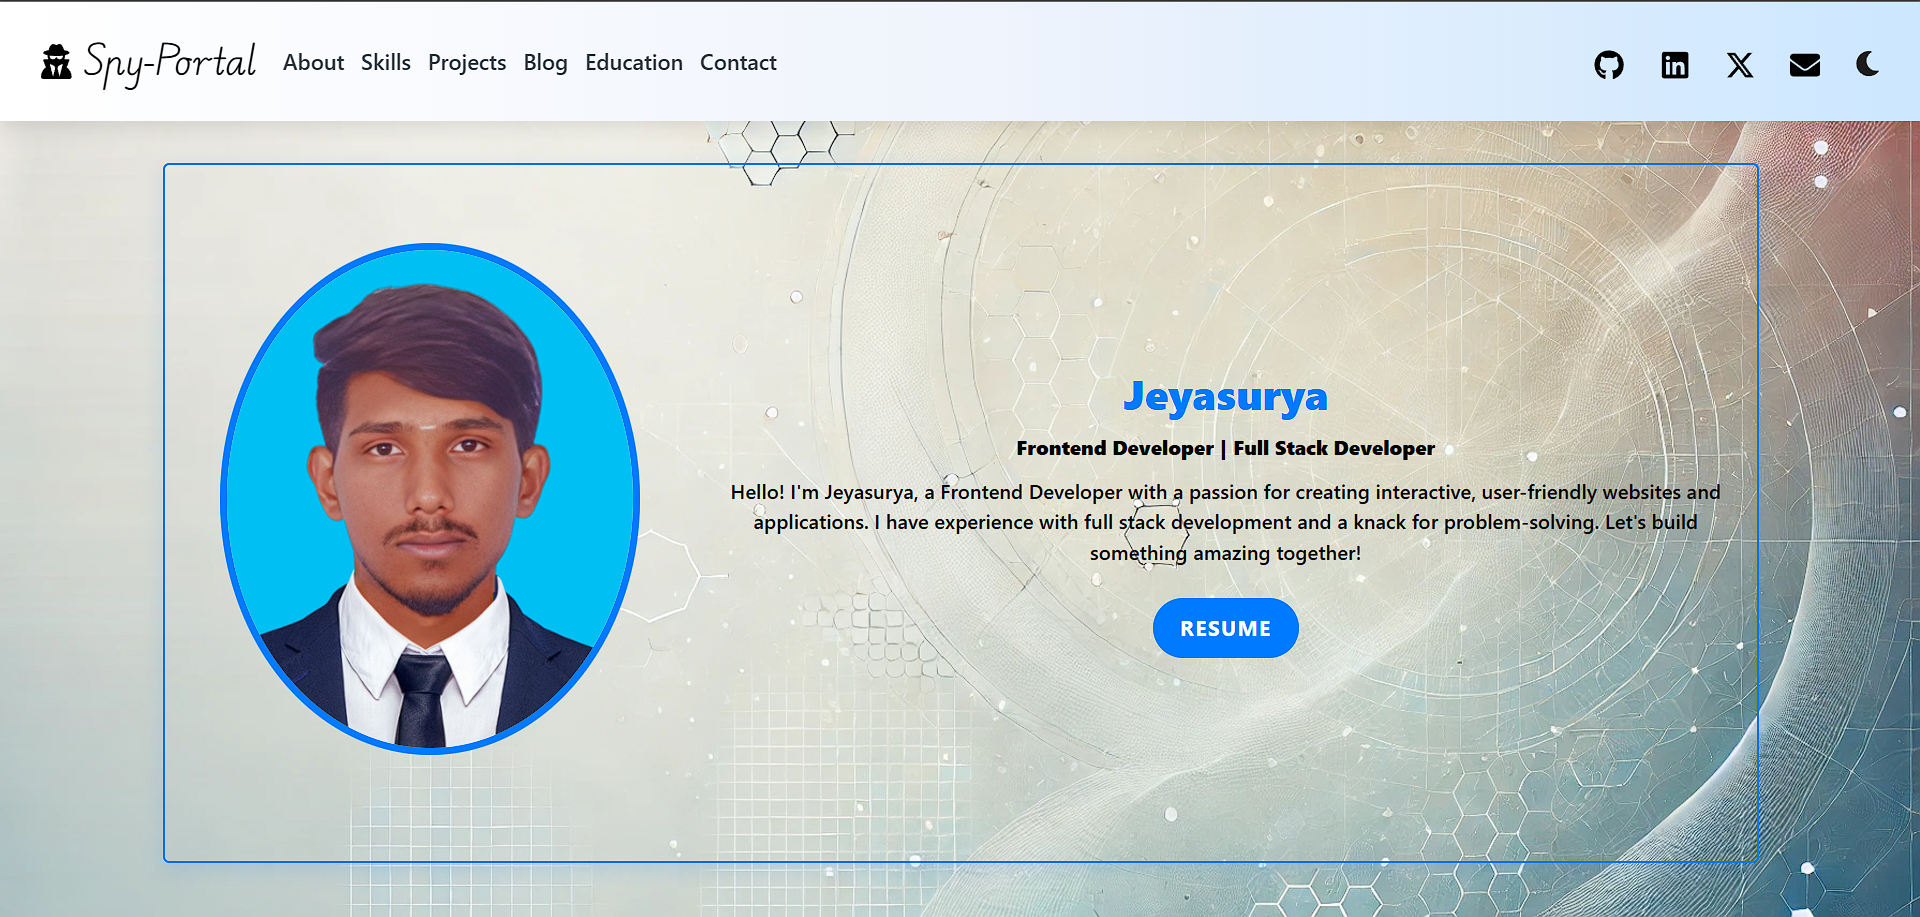 Spy-Portal About Skills Projects Blog Education Contact
Jeyasurya
Frontend Developer | Full Stack Developer
Hello! I'm Jeyasurya, a Frontend Developer with a passion for creating interactive, user-friendly websites and
applications. I have experience with full stack development and a knack for problem-solving. Let's build
something amazing together!
RESUME